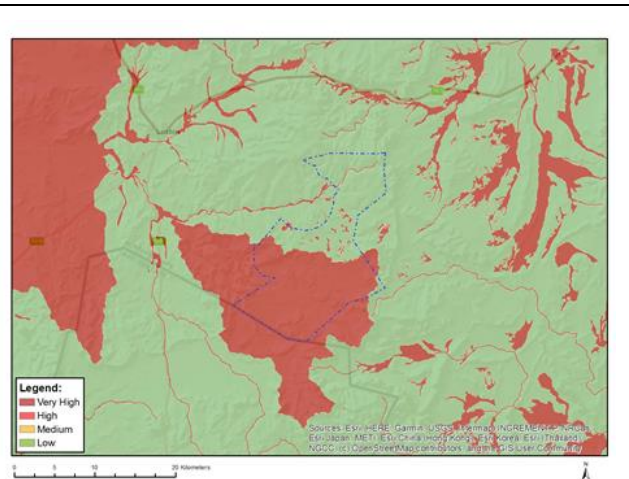 Legend:
Very High
High
Medium
Low
Sources: Esri, HERE, Garmin, USGS, Intermap, INCREMENT P, NRCan,
Esri Japan, METI, Esri China (Hong Kong), Esri Korea, Esri (Thailand),
NGCC, (c) OpenStreetMap contributors, and the GIS User Community
0 5 10 20 Kilometers
N